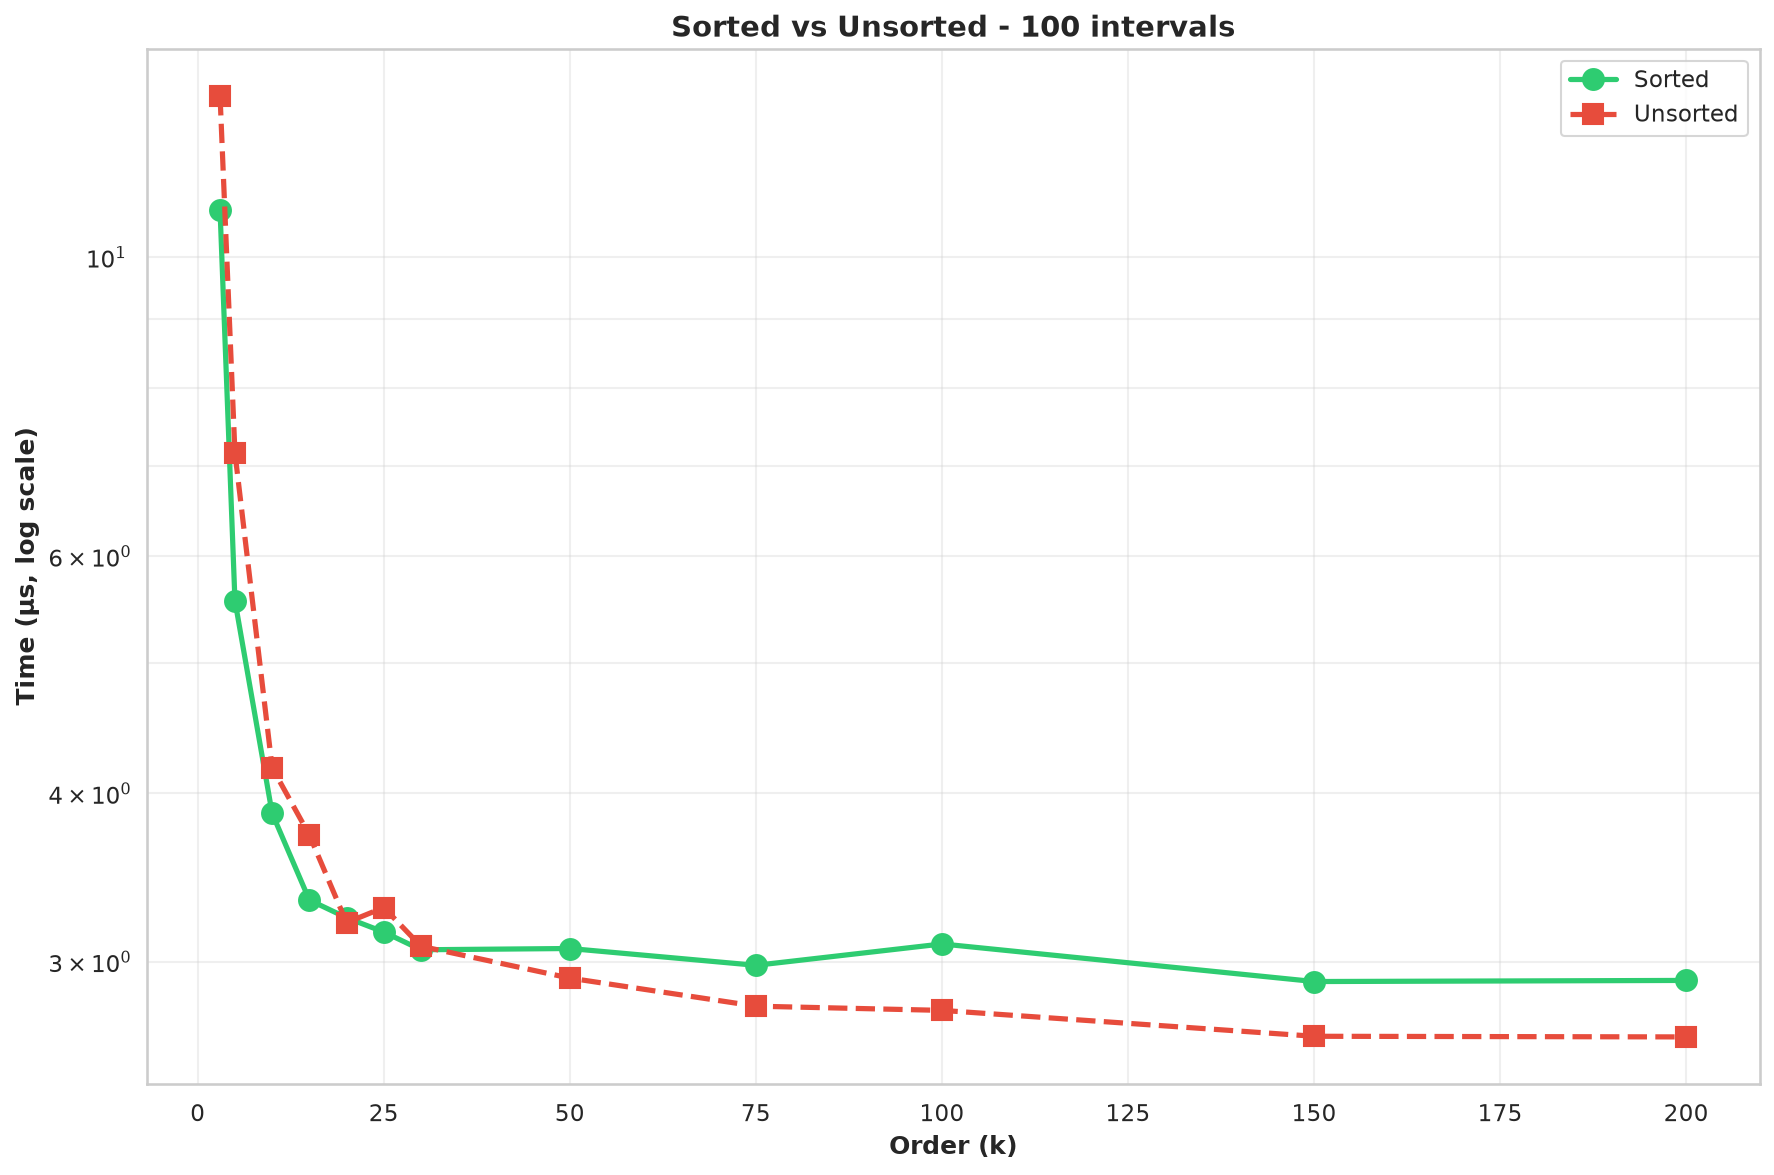 Sorted vs Unsorted - 100 intervals
Sorted
Unsorted
Time (µs, log scale)
10¹
6 × 10⁰
4 × 10⁰
3 × 10⁰
0 25 50 75 100 125 150 175 200
Order (k)